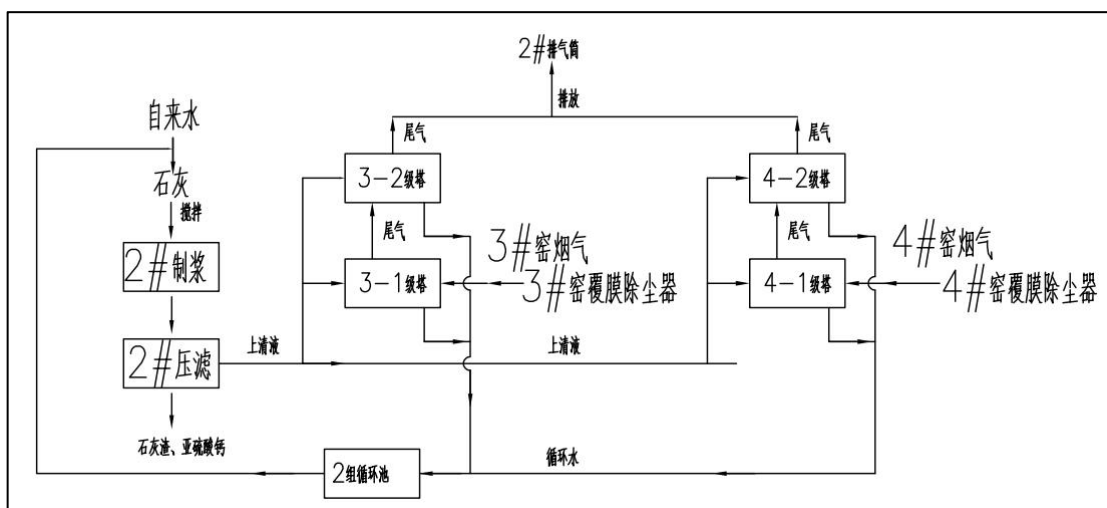 2#排气筒
排放
自来水
石灰
搅拌
2#制浆
2#压滤
石灰渣、亚硫酸钙
上清液
尾气
3-2级塔
尾气
3-1级塔
3#窑烟气
3#窑覆膜除尘器
上清液
尾气
4-2级塔
尾气
4-1级塔
4#窑烟气
4#窑覆膜除尘器
2组循环池
循环水